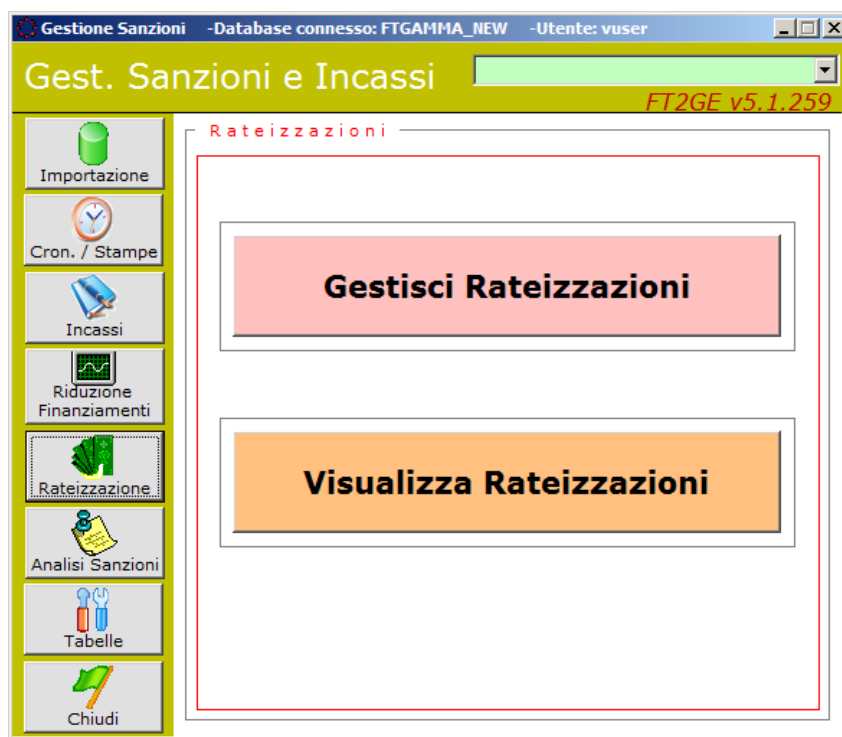 Gestione Sanzioni -Database connesso: FTGAMMA_NEW -Utente: vuser
Gest. Sanzioni e Incassi
FT2GE v5.1.259
Rateizzazioni
Importazione
Cron. / Stampe
Incassi
Riduzione
Finanziamenti
Rateizzazione
Analisi Sanzioni
Tabelle
Chiudi
Gestisci Rateizzazioni
Visualizza Rateizzazioni